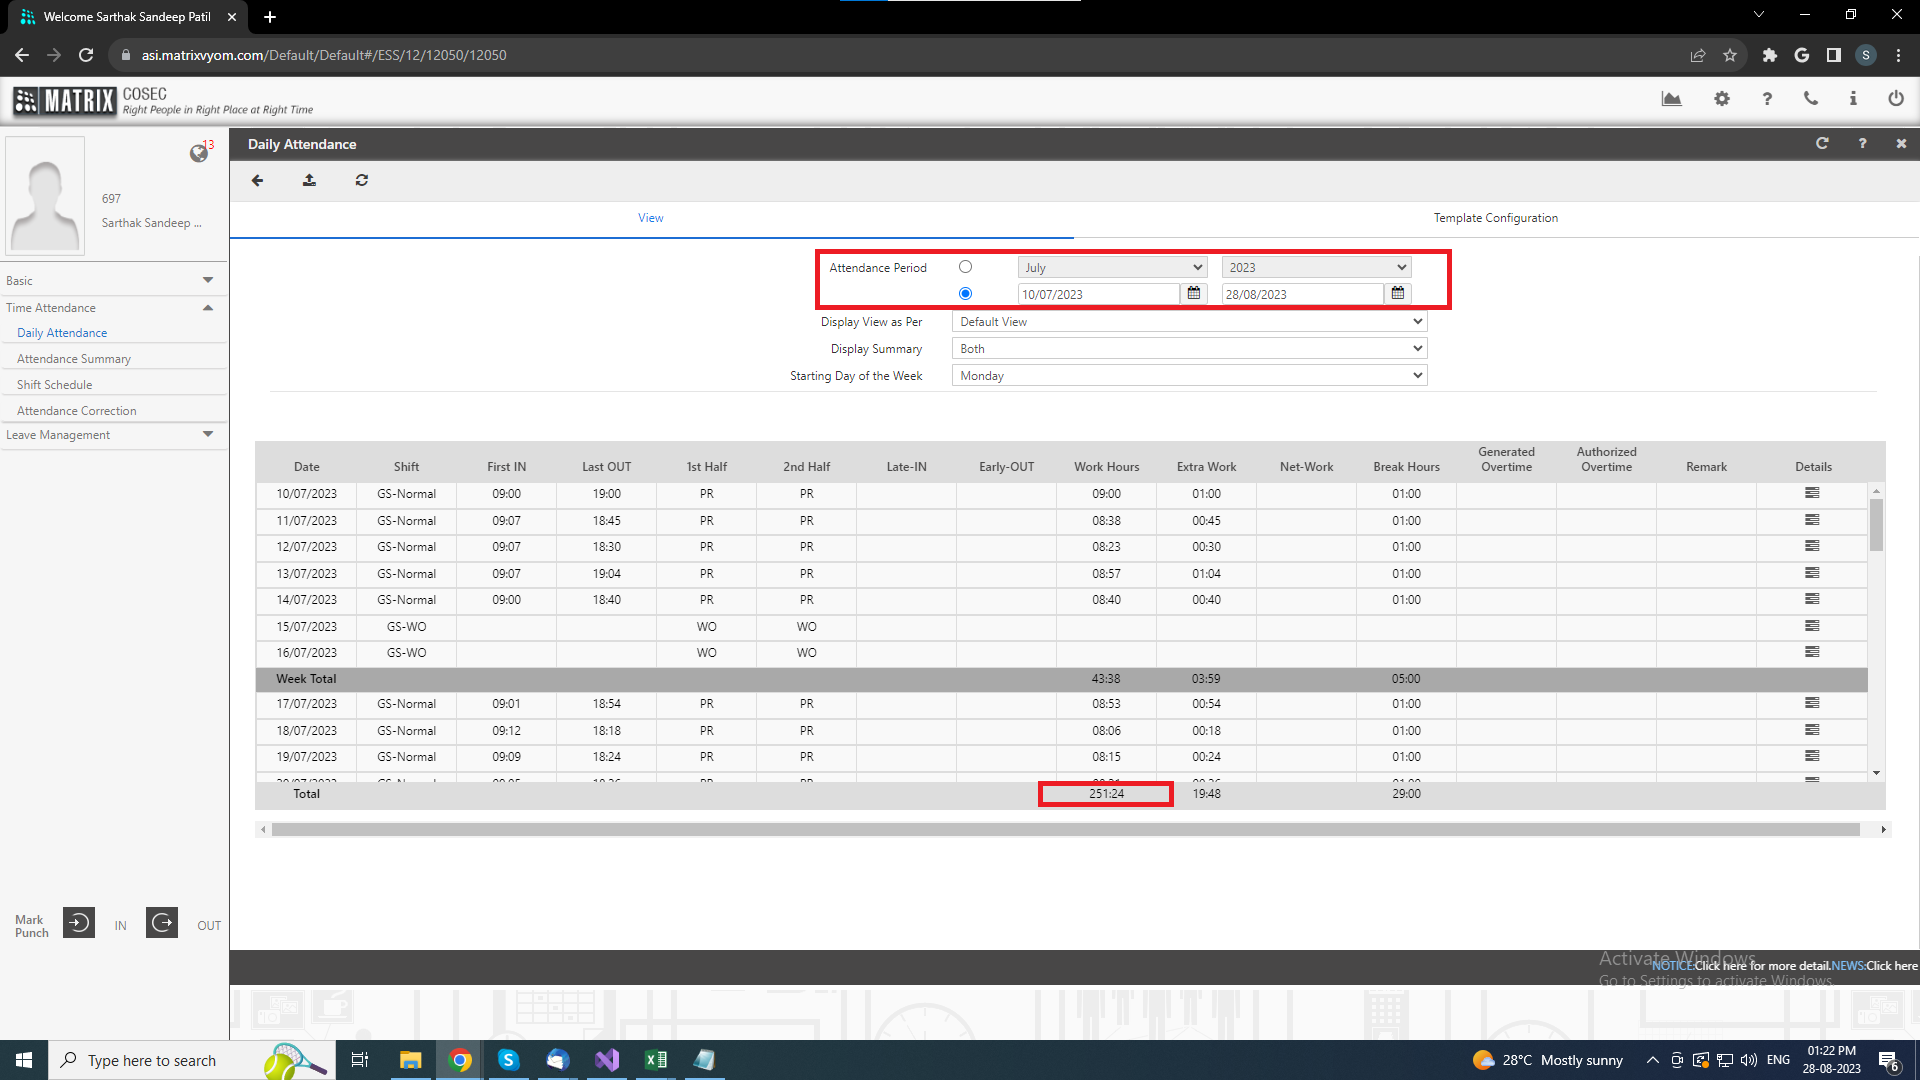 Welcome Sarthak Sandeep Patil
asi.matrixvyom.com/Default/Default#/ESS/12/12050/12050
S
MATRIX COSEC
Right People in Right Place at Right Time
13
697
Sarthak Sandeep ...
Basic
Time Attendance
Daily Attendance
Attendance Summary
Shift Schedule
Attendance Correction
Leave Management
Mark Punch IN OUT
Daily Attendance
View Template Configuration
Attendance Period July 2023
10/07/2023 28/08/2023
Display View as Per Default View
Display Summary Both
Starting Day of the Week Monday
Date Shift First IN Last OUT 1st Half 2nd Half Late-IN Early-OUT Work Hours Extra Work Net-Work Break Hours Generated Overtime Authorized Overtime Remark Details
10/07/2023 GS-Normal 09:00 19:00 PR PR 09:00 01:00 01:00
11/07/2023 GS-Normal 09:07 18:45 PR PR 08:38 00:45 01:00
12/07/2023 GS-Normal 09:07 18:30 PR PR 08:23 00:30 01:00
13/07/2023 GS-Normal 09:07 19:04 PR PR 08:57 01:04 01:00
14/07/2023 GS-Normal 09:00 18:40 PR PR 08:40 00:40 01:00
15/07/2023 GS-WO WO WO
16/07/2023 GS-WO WO WO
Week Total 43:38 03:59 05:00
17/07/2023 GS-Normal 09:01 18:54 PR PR 08:53 00:54 01:00
18/07/2023 GS-Normal 09:12 18:18 PR PR 08:06 00:18 01:00
19/07/2023 GS-Normal 09:09 18:24 PR PR 08:15 00:24 01:00
Total 251:24 19:48 29:00
Activate Windows
Go to Settings to activate Windows.
NOTICE:Click here for more detail.NEWS:Click here
Type here to search
28°C Mostly sunny
ENG
01:22 PM
28-08-2023
6